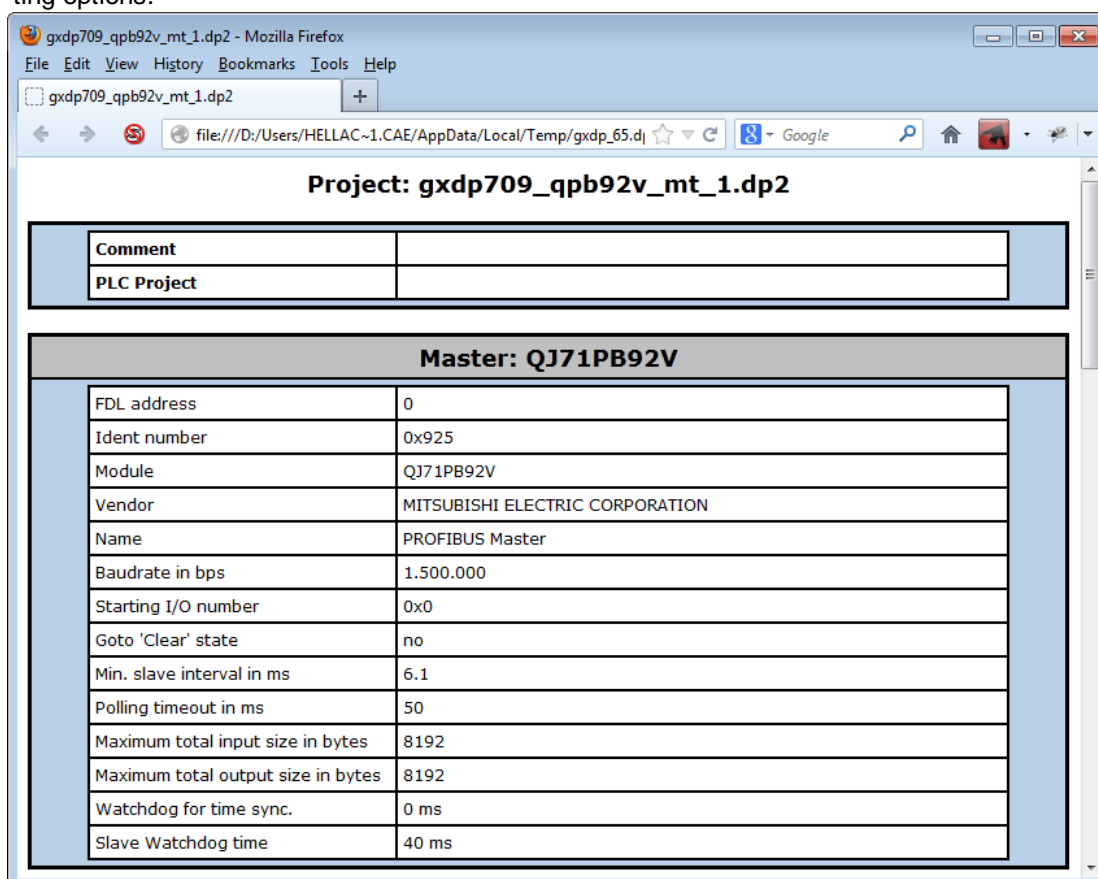 ting options.
gxdp709_qpb92v_mt_1.dp2 - Mozilla Firefox
File Edit View History Bookmarks Tools Help
gxdp709_qpb92v_mt_1.dp2 +
file:///D:/Users/HELLAC~1.CAE/AppData/Local/Temp/gxdp_65.d 8 Google
Project: gxdp709_qpb92v_mt_1.dp2
Comment
PLC Project
Master: QJ71PB92V
FDL address 0
Ident number 0x925
Module QJ71PB92V
Vendor MITSUBISHI ELECTRIC CORPORATION
Name PROFIBUS Master
Baudrate in bps 1.500.000
Starting I/O number 0x0
Goto 'Clear' state no
Min. slave interval in ms 6.1
Polling timeout in ms 50
Maximum total input size in bytes 8192
Maximum total output size in bytes 8192
Watchdog for time sync. 0 ms
Slave Watchdog time 40 ms